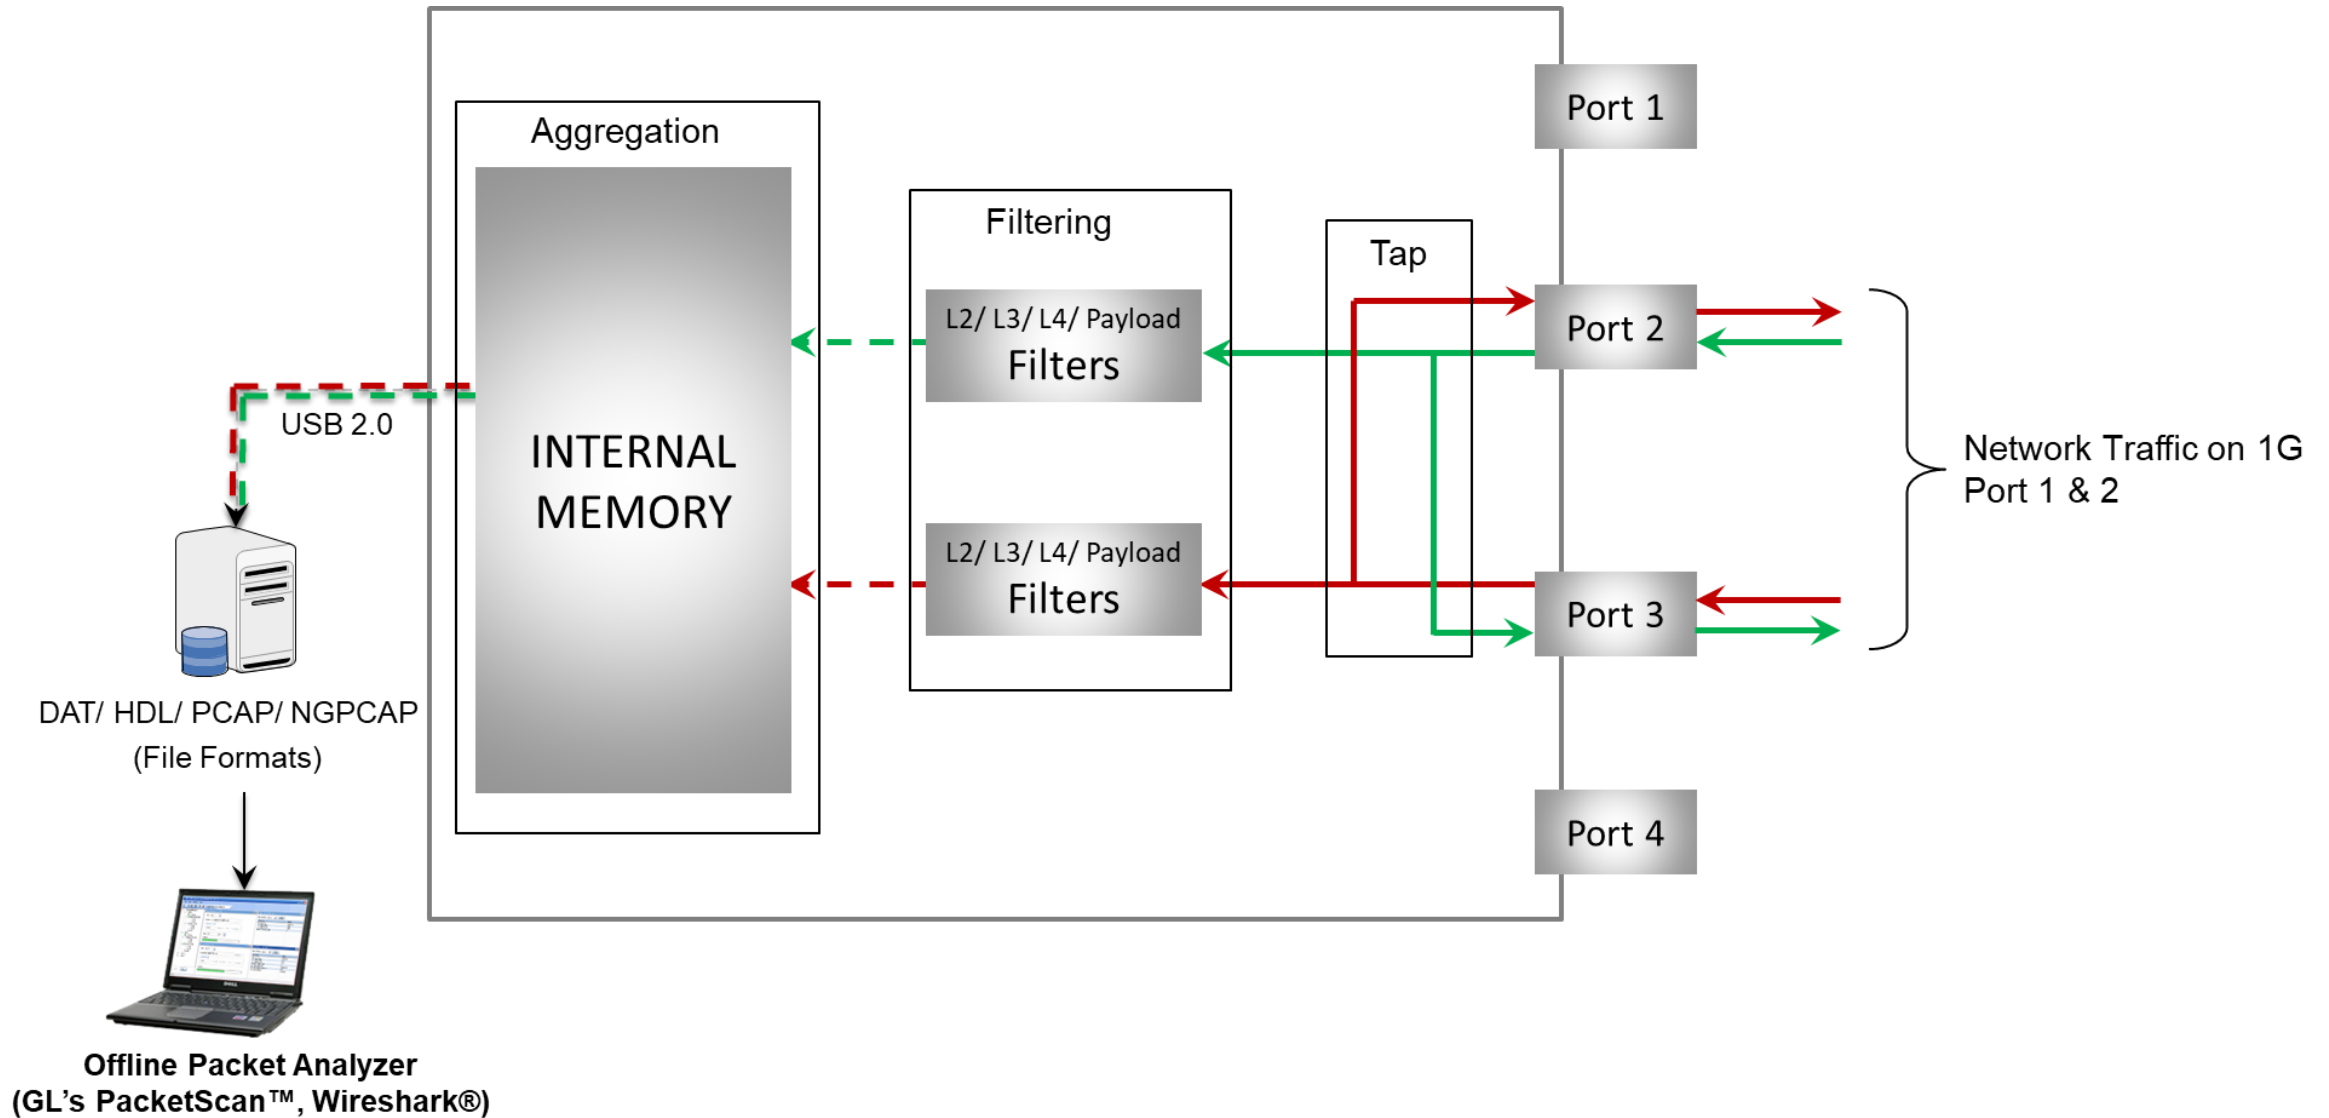 Port 1
Aggregation
Filtering
Tap
L2/ L3/ L4/ Payload
Filters
Port 2
USB 2.0
INTERNAL
MEMORY
Network Traffic on 1G
Port 1 & 2
L2/ L3/ L4/ Payload
Filters
Port 3
DAT/ HDL/ PCAP/ NGPCAP
(File Formats)
Port 4
Offline Packet Analyzer
(GL’s PacketScan™, Wireshark®)